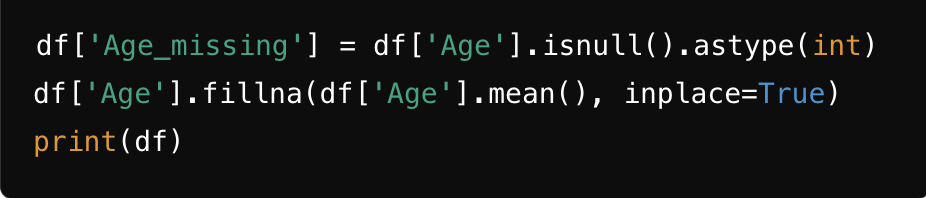 df['Age_missing'] = df['Age'].isnull().astype(int)
df['Age'].fillna(df['Age'].mean(), inplace=True)
print(df)